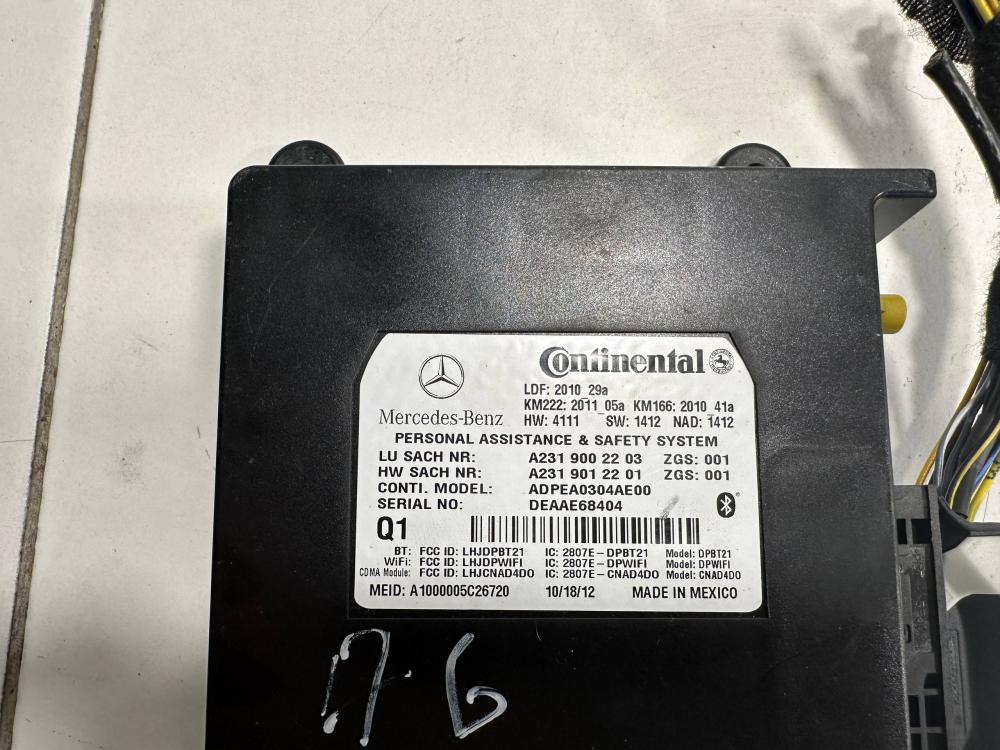 Continental
LDF: 2010_29a
KM222: 2011_05a KM166: 2010_41a
Mercedes-Benz HW: 4111 SW: 1412 NAD: 1412
PERSONAL ASSISTANCE & SAFETY SYSTEM
LU SACH NR: A231 900 22 03 ZGS: 001
HW SACH NR: A231 901 22 01 ZGS: 001
CONTI. MODEL: ADPEA0304AE00
SERIAL NO: DEAAE68404
Q1
BT: FCC ID: LHJDPBT21 IC: 2807E-DPBT21 Model: DPBT21
WiFi: FCC ID: LHJDPWIFI IC: 2807E-DPWIFI Model: DPWIFI
CDMA Module: FCC ID: LHJCNAD4DO IC: 2807E-CNAD4DO Model: CNAD4DO
MEID: A1000005C26720 10/18/12 MADE IN MEXICO